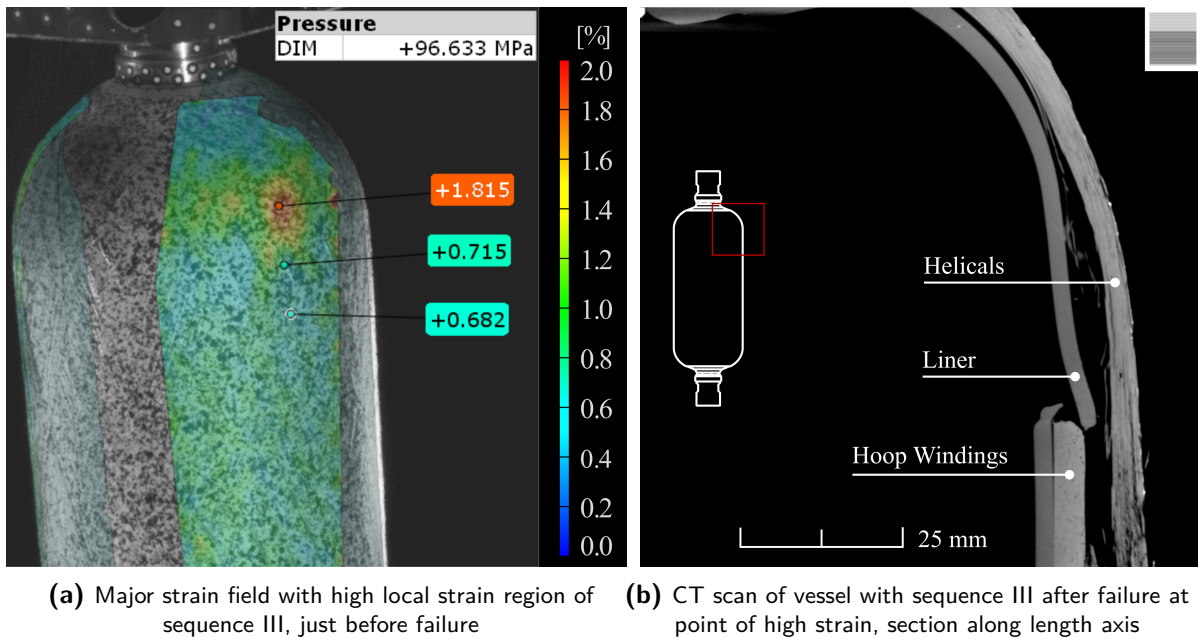 Pressure
DIM +96.633 MPa
[%]
2.0
1.8
1.6
1.4
1.2
1.0
0.8
0.6
0.4
0.2
0.0
+1.815
+0.715
+0.682
Helicals
Liner
Hoop Windings
25 mm
(a) Major strain field with high local strain region of
sequence III, just before failure
(b) CT scan of vessel with sequence III after failure at
point of high strain, section along length axis